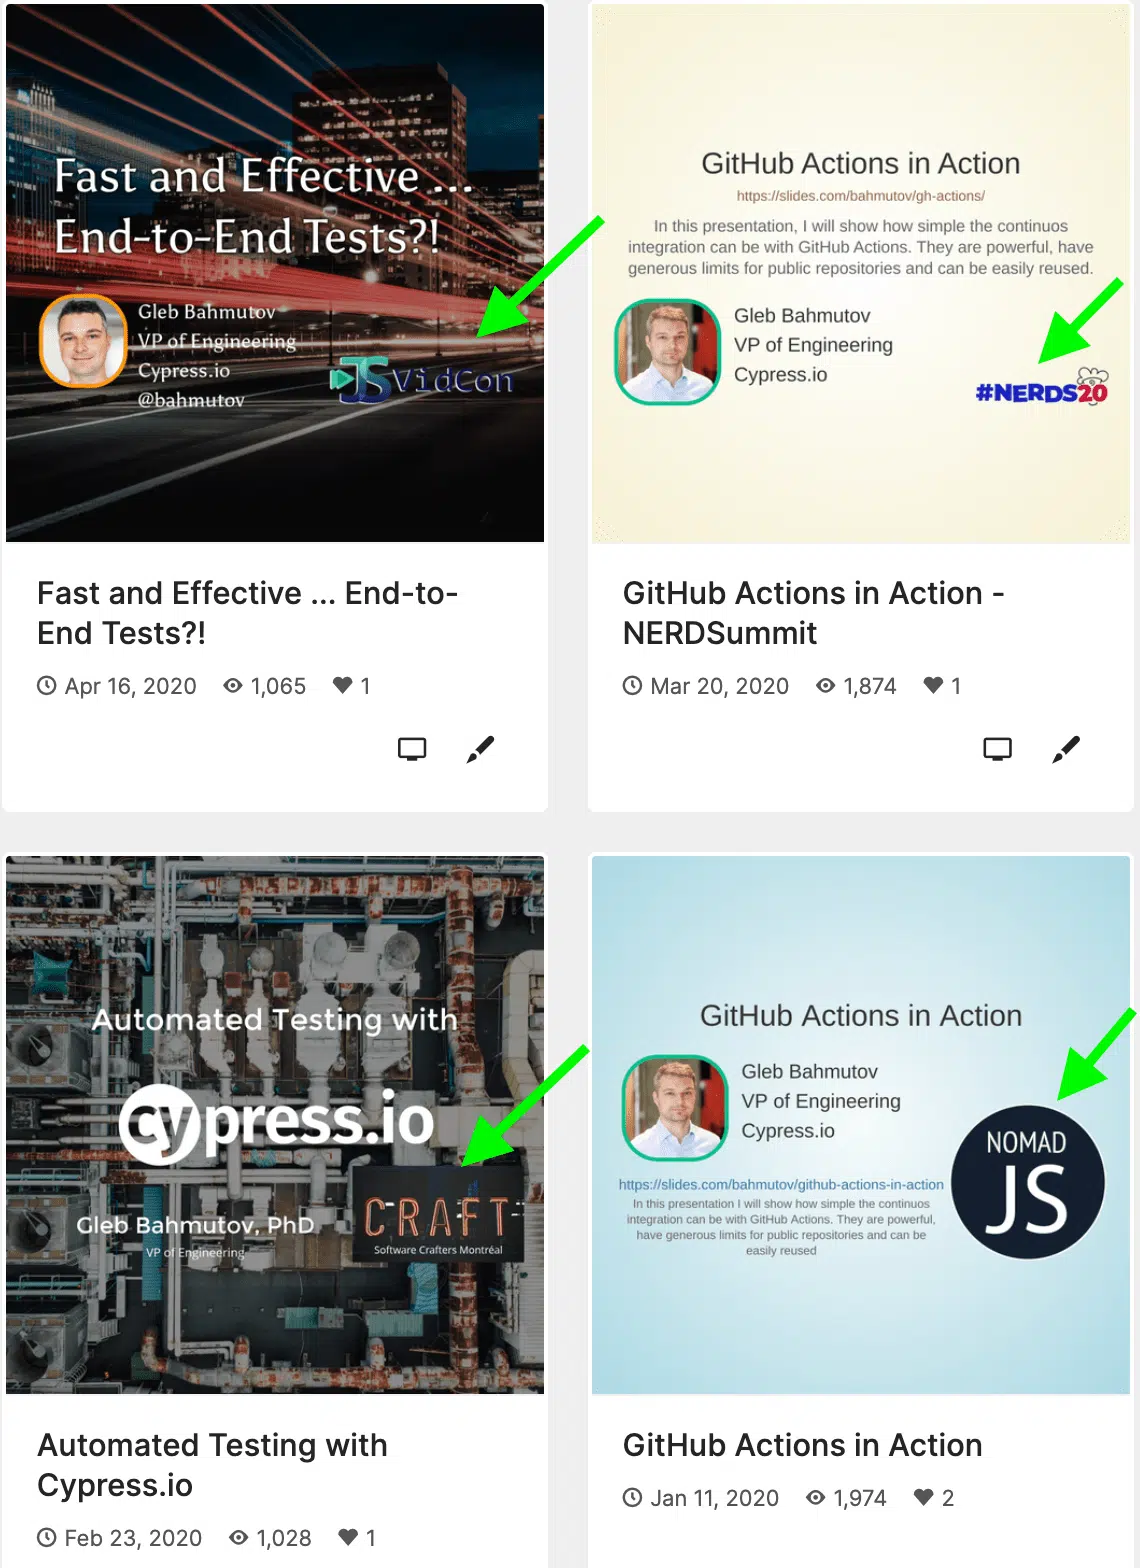 Fast and Effective ...
End-to-End Tests?!
Gleb Bahmutov
VP of Engineering
Cypress.io
@bahmutov
JSVidCon
Fast and Effective ... End-to-
End Tests?!
Apr 16, 2020 1,065 1
GitHub Actions in Action
https://slides.com/bahmutov/gh-actions/
In this presentation, I will show how simple the continuos
integration can be with GitHub Actions. They are powerful, have
generous limits for public repositories and can be easily reused.
Gleb Bahmutov
VP of Engineering
Cypress.io
#NERDS20
GitHub Actions in Action -
NERDSummit
Mar 20, 2020 1,874 1
Automated Testing with
cypress.io
Gleb Bahmutov, PhD
VP of Engineering
CRAFT
Software Crafters Montréal
Automated Testing with
Cypress.io
Feb 23, 2020 1,028 1
GitHub Actions in Action
Gleb Bahmutov
VP of Engineering
Cypress.io
NOMAD
JS
https://slides.com/bahmutov/github-actions-in-action
In this presentation I will show how simple the continuos
integration can be with GitHub Actions. They are powerful,
have generous limits for public repositories and can be
easily reused
GitHub Actions in Action
Jan 11, 2020 1,974 2